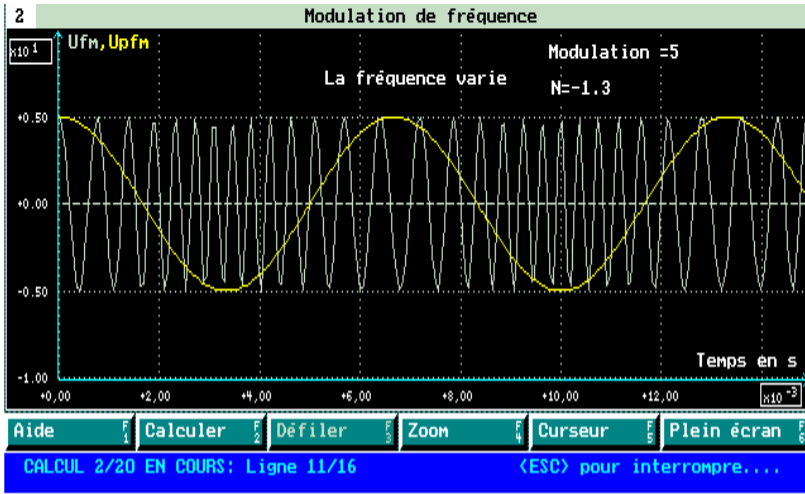 2 Modulation de fréquence
x10 1 Ufm,Upfm
Modulation =5
La fréquence varie
N=-1.3
+0.50
+0.00
-0.50
Temps en s
-1.00
+0,00 +2,00 +4,00 +6,00 +8,00 +10,00 +12,00 x10 -3
Aide F1 Calculer F2 Défiler F3 Zoom F4 Curseur F5 Plein écran F6
CALCUL 2/20 EN COURS: Ligne 11/16 <ESC> pour interrompre....